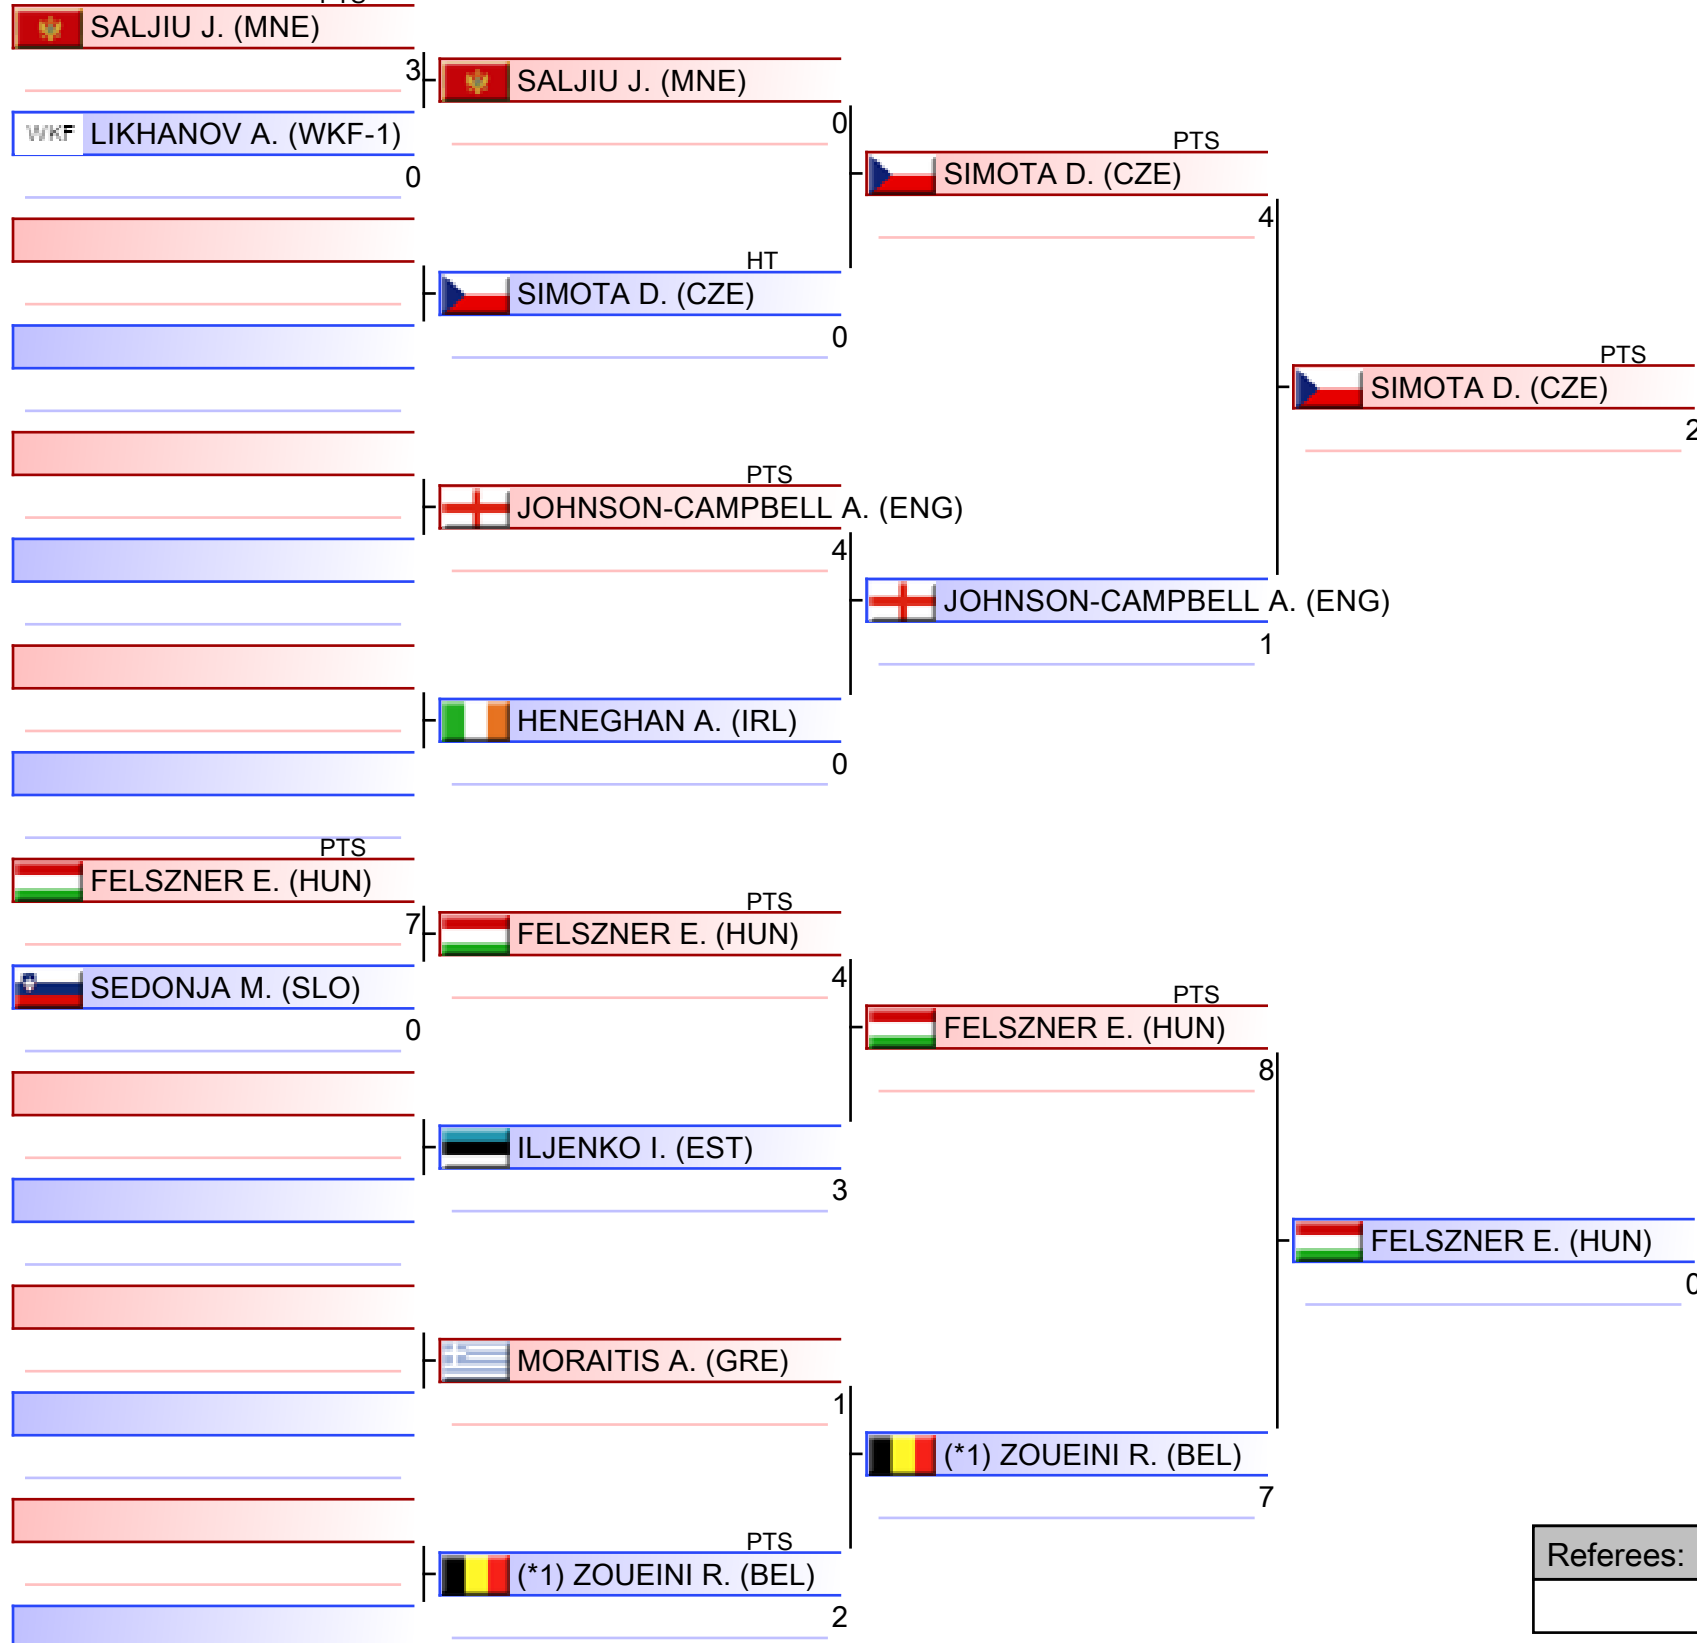 PTS
SALJIU J. (MNE)
3
WKF LIKHANOV A. (WKF-1)
0
SALJIU J. (MNE)
0
HT
SIMOTA D. (CZE)
0
PTS
JOHNSON-CAMPBELL A. (ENG)
4
HENEGHAN A. (IRL)
0
PTS
SIMOTA D. (CZE)
4
JOHNSON-CAMPBELL A. (ENG)
1
PTS
SIMOTA D. (CZE)
2
PTS
FELSZNER E. (HUN)
7
SEDONJA M. (SLO)
0
PTS
FELSZNER E. (HUN)
4
ILJENKO I. (EST)
3
MORAITIS A. (GRE)
1
PTS
(*1) ZOUEINI R. (BEL)
2
PTS
FELSZNER E. (HUN)
8
(*1) ZOUEINI R. (BEL)
7
FELSZNER E. (HUN)
0
Referees: